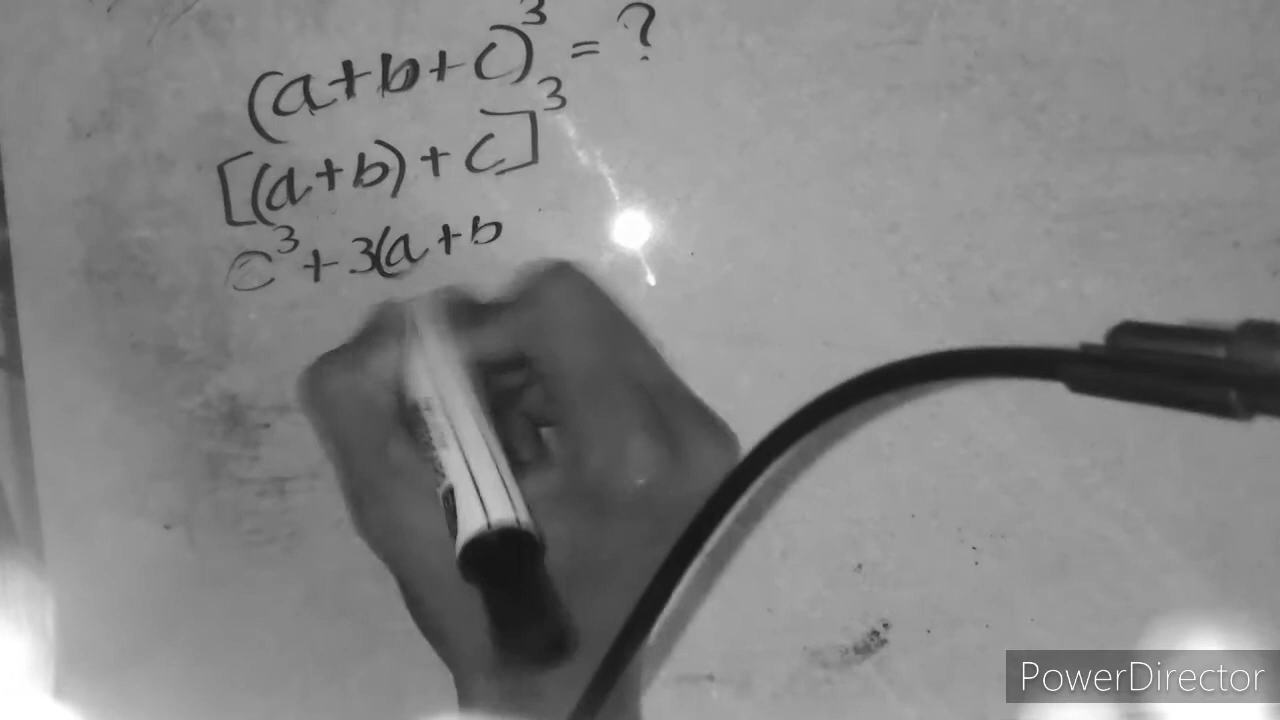 (a+b+c)³ = ?
[(a+b)+c]³
c³+3(a+b
PowerDirector